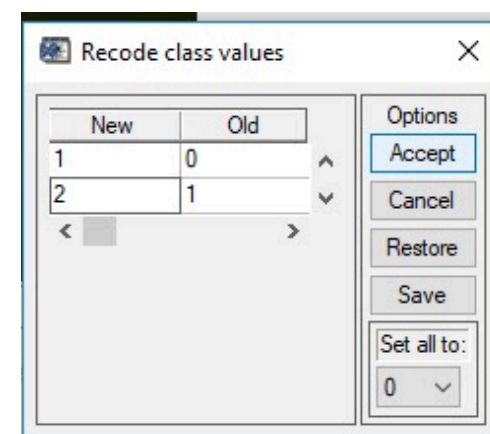 Recode class values
New Old
1 0
2 1
Options
Accept
Cancel
Restore
Save
Set all to:
0